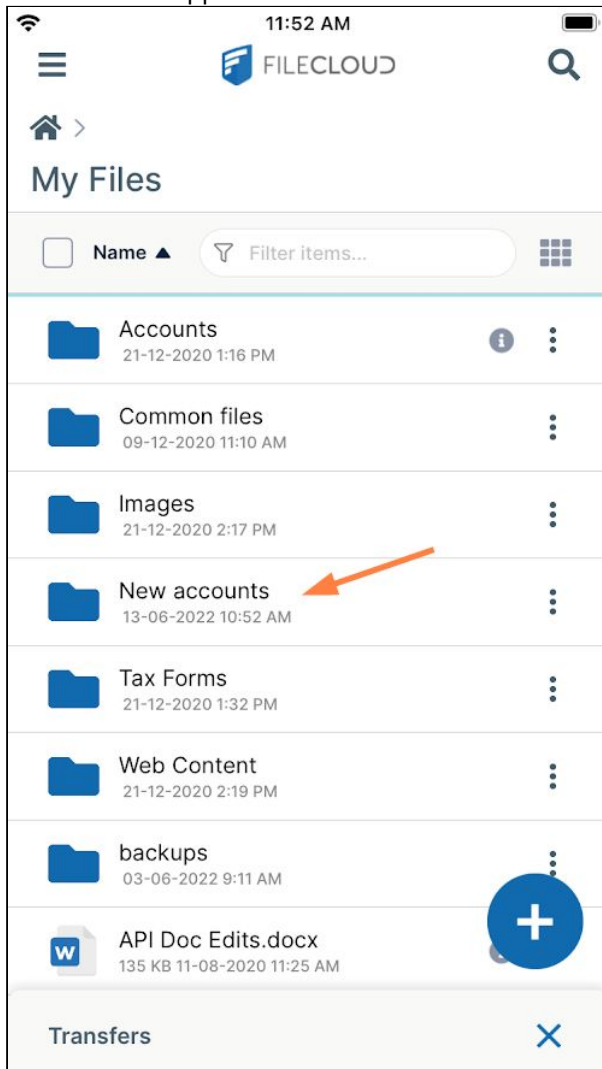 11:52 AM
FILECLOUD
My Files
Name ▲ Filter items...
Accounts
21-12-2020 1:16 PM
Common files
09-12-2020 11:10 AM
Images
21-12-2020 2:17 PM
New accounts
13-06-2022 10:52 AM
Tax Forms
21-12-2020 1:32 PM
Web Content
21-12-2020 2:19 PM
backups
03-06-2022 9:11 AM
W API Doc Edits.docx
135 KB 11-08-2020 11:25 AM
Transfers